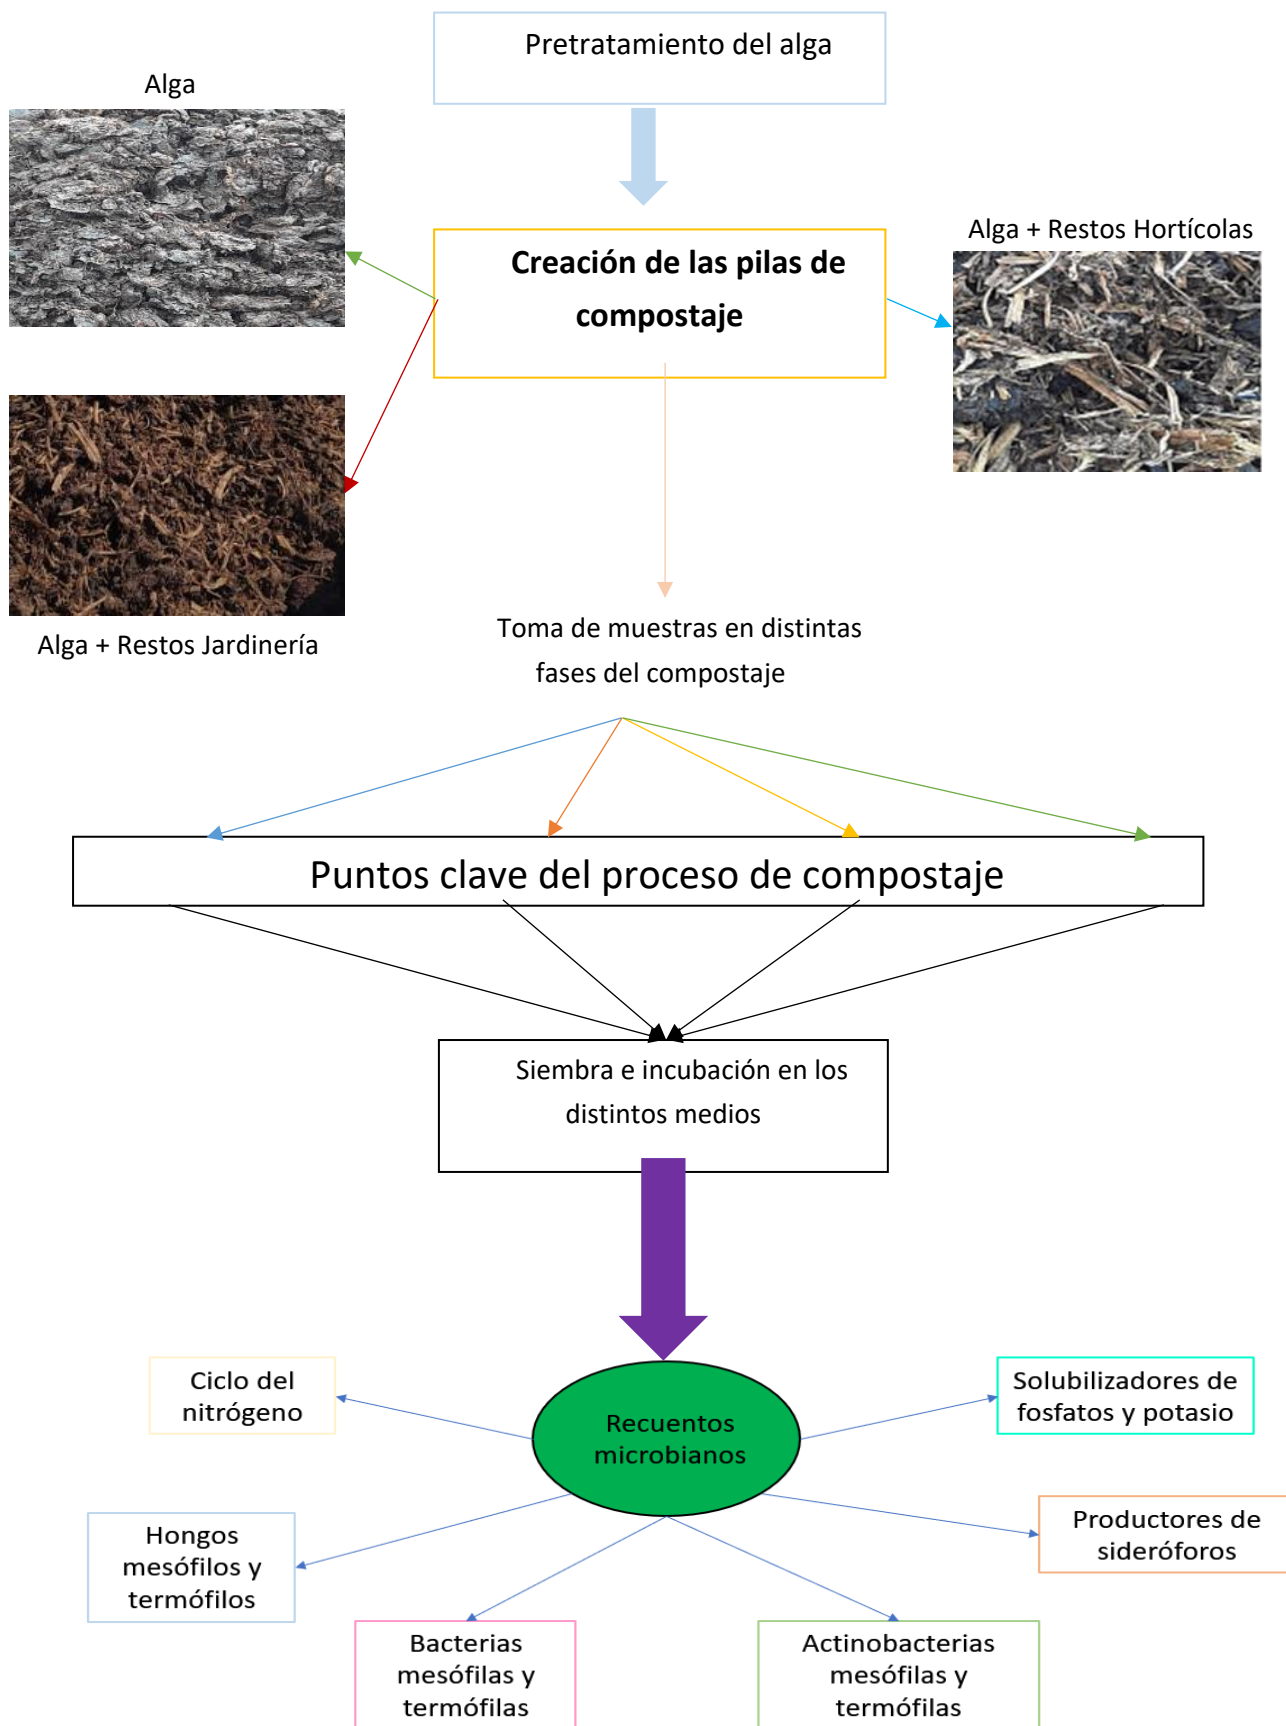 Pretratamiento del alga
Alga
Alga + Restos Hortícolas
Creación de las pilas de
compostaje
Alga + Restos Jardinería
Toma de muestras en distintas
fases del compostaje
Puntos clave del proceso de compostaje
Siembra e incubación en los
distintos medios
Ciclo del
nitrógeno
Recuentos
microbianos
Solubilizadores de
fosfatos y potasio
Hongos
mesófilos y
termófilos
Productores de
sideróforos
Bacterias
mesófilas y
termófilas
Actinobacterias
mesófilas y
termófilas